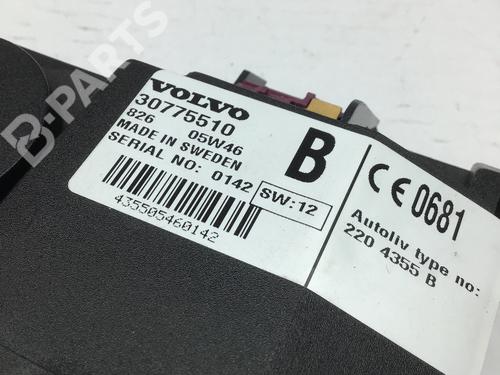 VOLVO
30775510
826 05W46
MADE IN SWEDEN
SERIAL NO: 0142
SW:12
435505460142
B
CE 0681
Autoliv type no:
220 4355 B
B-PARTS